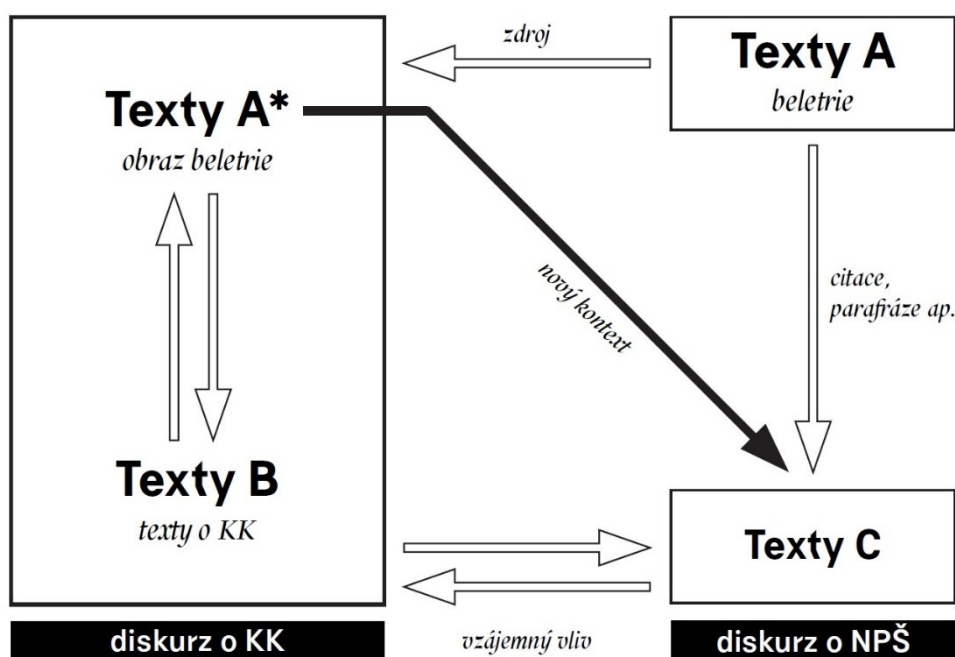 zdroj
Texty A
beletrie
Texty A*
obraz beletrie
nový kontext
citace,
parafráze ap.
Texty B
texty o KK
Texty C
diskurz o KK
vzájemný vliv
diskurz o NPŠ